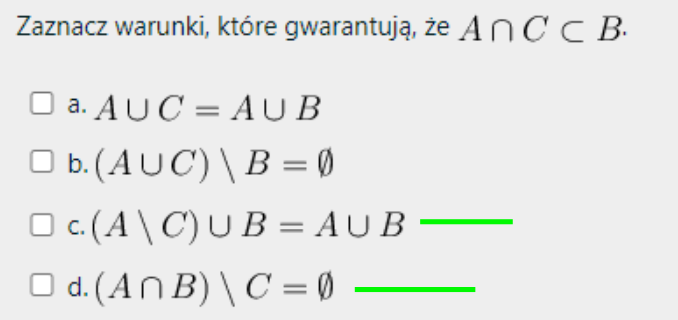 Zaznacz warunki, które gwarantują, że A ∩ C ⊂ B.
a. A ∪ C = A ∪ B
b. (A ∪ C) \ B = ∅
c. (A \ C) ∪ B = A ∪ B
d. (A ∩ B) \ C = ∅